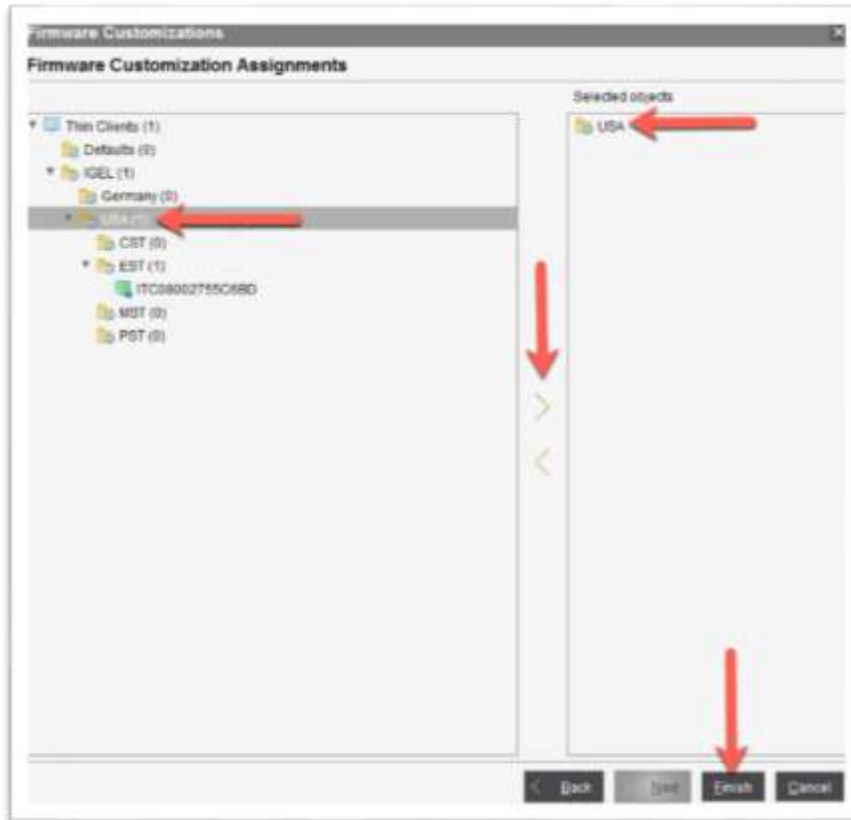 Firmware Customizations
Firmware Customization Assignments
Selected objects
Thin Clients (1)
Defaults (0)
IGEL (1)
Germany (0)
USA (1)
CST (0)
EST (1)
ITC08002755C6BD
MST (0)
PST (0)
USA
Back Next Finish Cancel